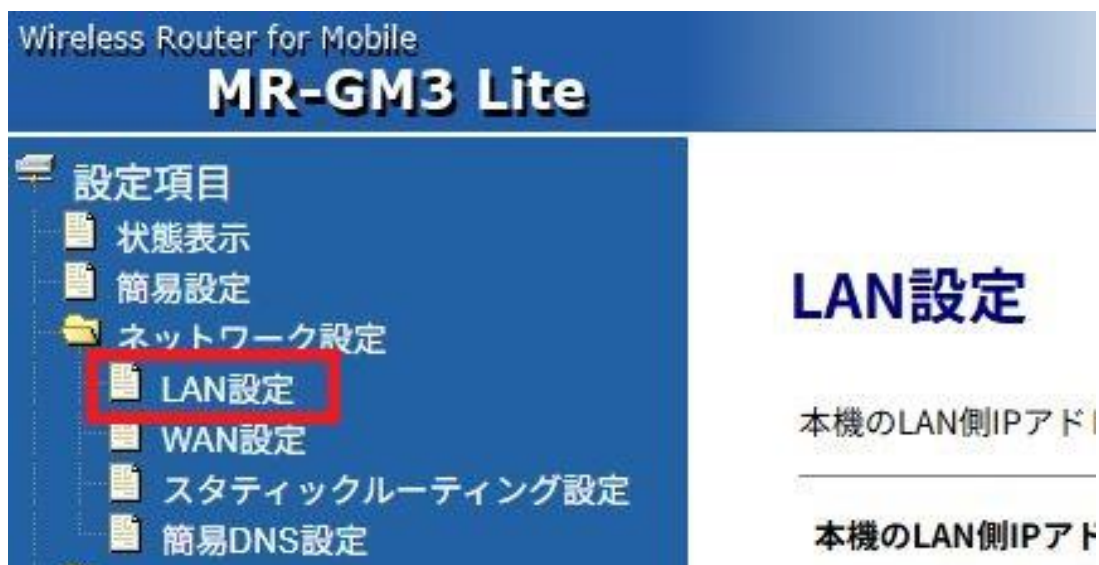 Wireless Router for Mobile
MR-GM3 Lite
設定項目
状態表示
簡易設定
ネットワーク設定
LAN設定
WAN設定
スタティックルーティング設定
簡易DNS設定
LAN設定
本機のLAN側IPアド
本機のLAN側IPアド